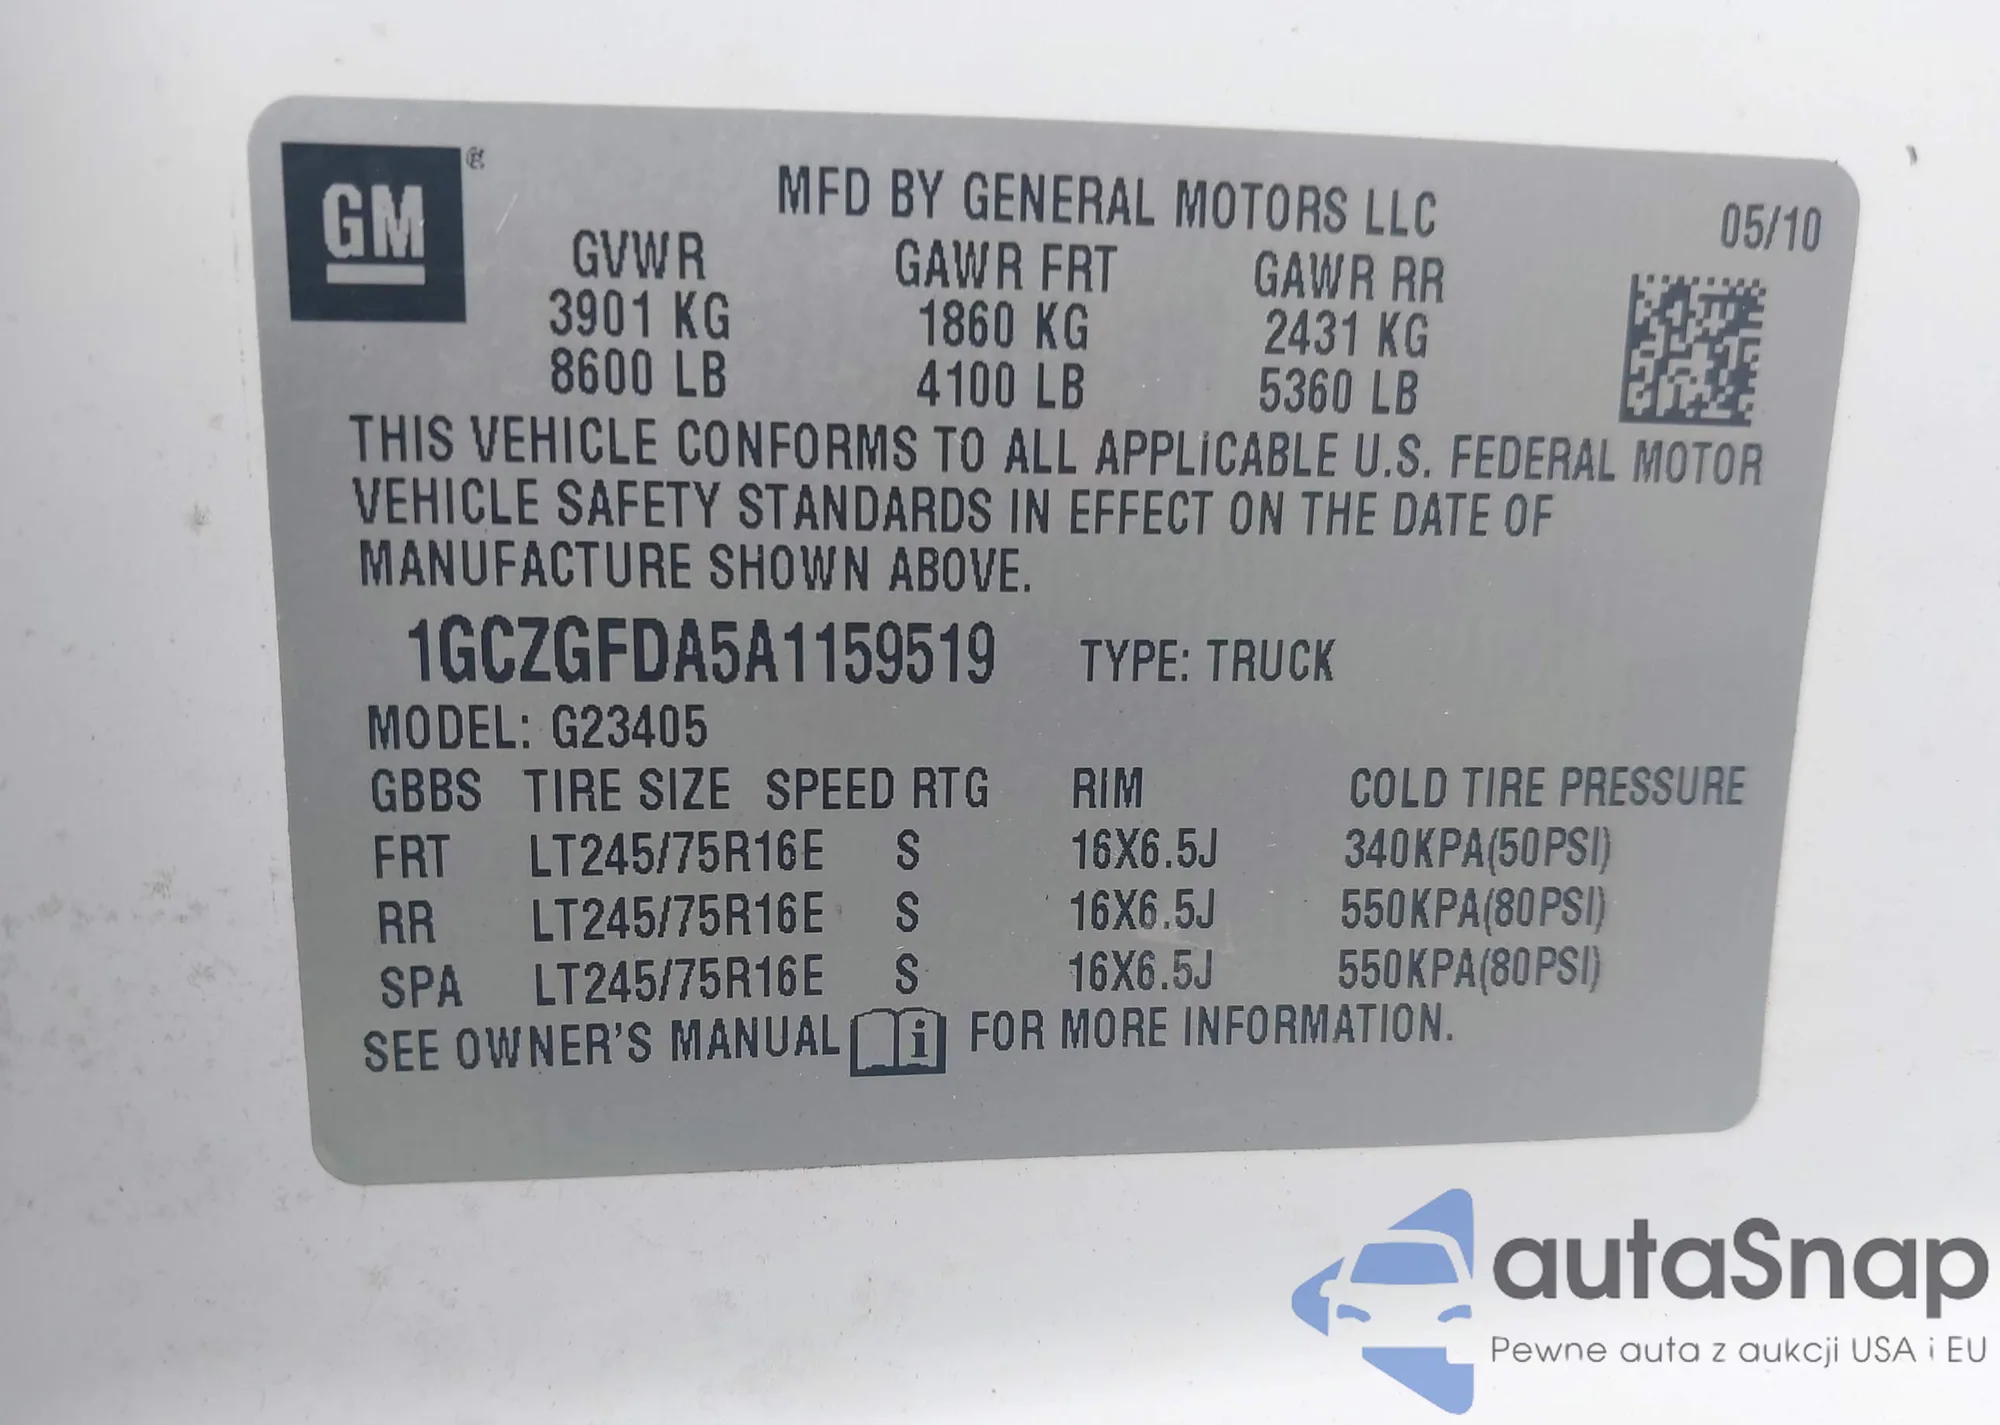 GM®
MFD BY GENERAL MOTORS LLC 05/10
GVWR GAWR FRT GAWR RR
3901 KG 1860 KG 2431 KG
8600 LB 4100 LB 5360 LB
THIS VEHICLE CONFORMS TO ALL APPLICABLE U.S. FEDERAL MOTOR
VEHICLE SAFETY STANDARDS IN EFFECT ON THE DATE OF
MANUFACTURE SHOWN ABOVE.
1GCZGFDA5A1159519 TYPE: TRUCK
MODEL: G23405
GBBS TIRE SIZE SPEED RTG RIM COLD TIRE PRESSURE
FRT LT245/75R16E S 16X6.5J 340KPA(50PSI)
RR LT245/75R16E S 16X6.5J 550KPA(80PSI)
SPA LT245/75R16E S 16X6.5J 550KPA(80PSI)
SEE OWNER'S MANUAL i FOR MORE INFORMATION.
autaSnap
Pewne auta z aukcji USA i EU